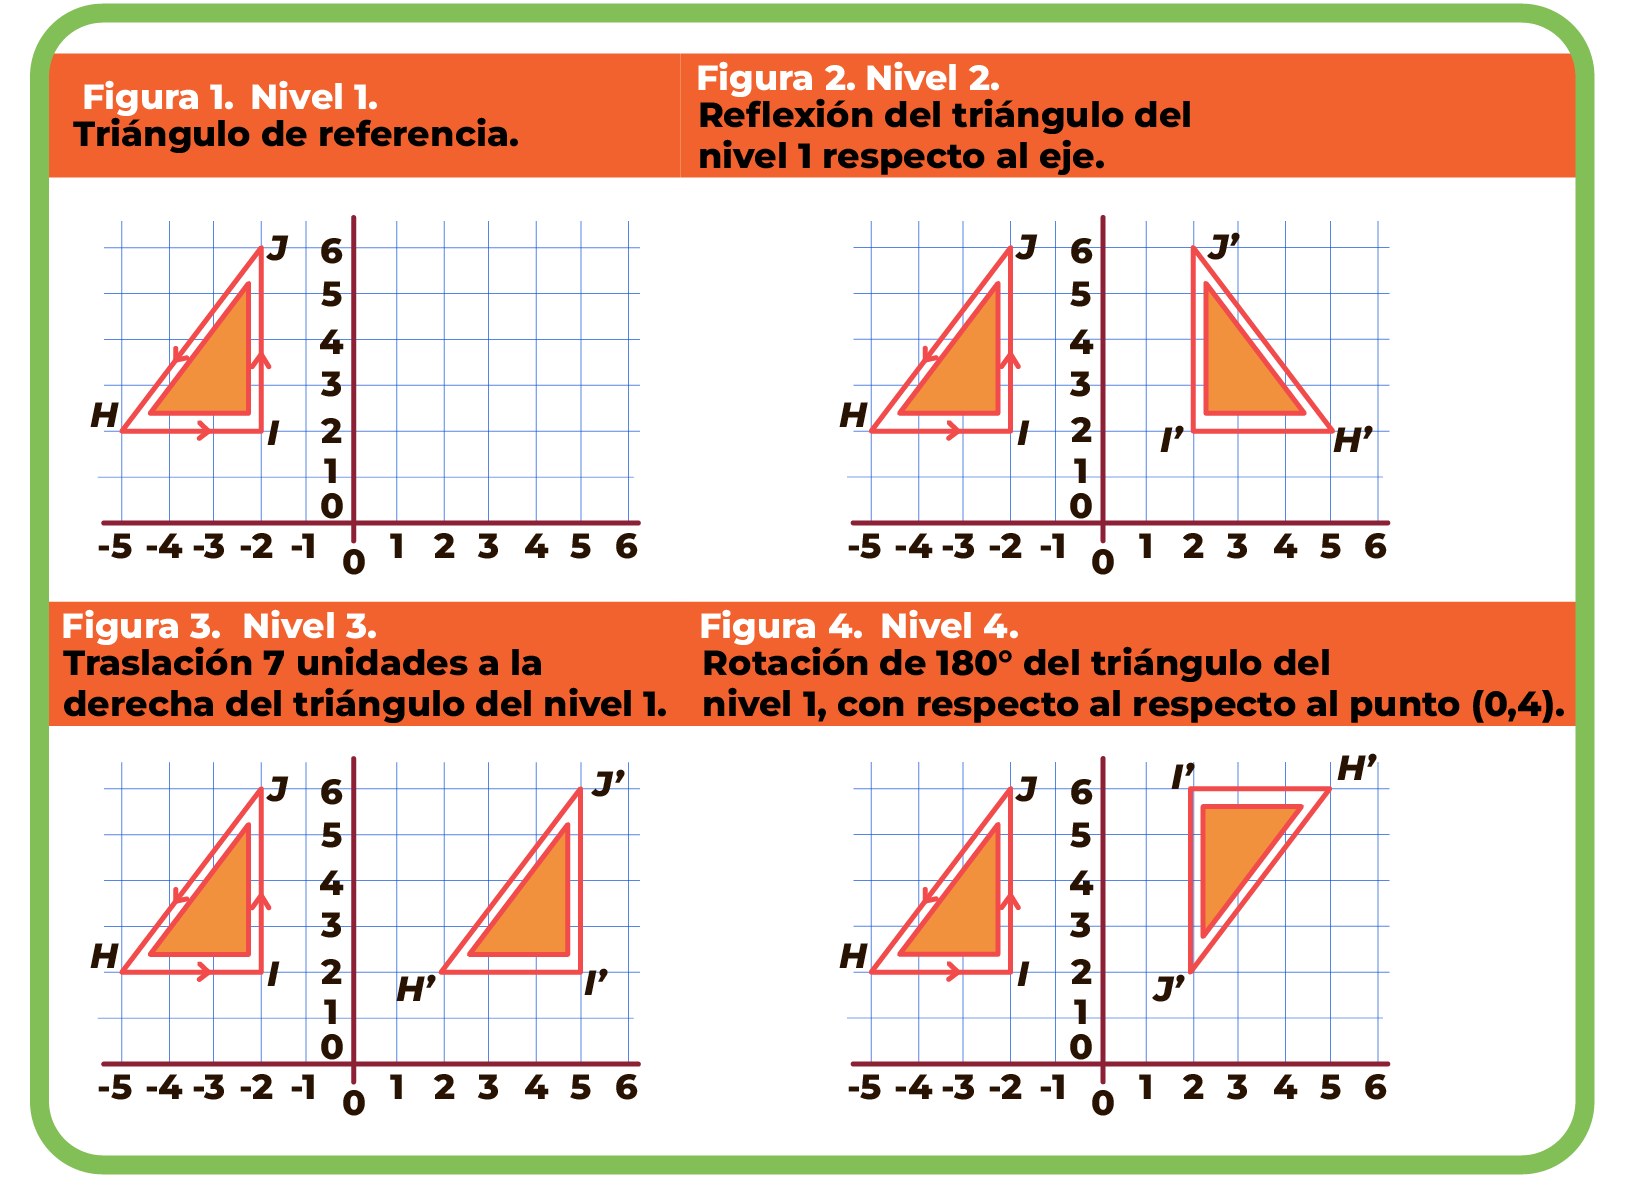 Figura 1. Nivel 1.
Triángulo de referencia.
Figura 2. Nivel 2.
Reflexión del triángulo del
nivel 1 respecto al eje.
J
6
5
4
3
H
2
I
1
0
-5 -4 -3 -2 -1 0 1 2 3 4 5 6
J
6
J’
5
4
3
H
2
I
I’
H’
1
0
-5 -4 -3 -2 -1 0 1 2 3 4 5 6
Figura 3. Nivel 3.
Traslación 7 unidades a la
derecha del triángulo del nivel 1.
Figura 4. Nivel 4.
Rotación de 180° del triángulo del
nivel 1, con respecto al respecto al punto (0,4).
J
6
J’
5
4
3
H
2
I
H’
I’
1
0
-5 -4 -3 -2 -1 0 1 2 3 4 5 6
J
6
I’
H’
5
4
3
H
2
I
J’
1
0
-5 -4 -3 -2 -1 0 1 2 3 4 5 6